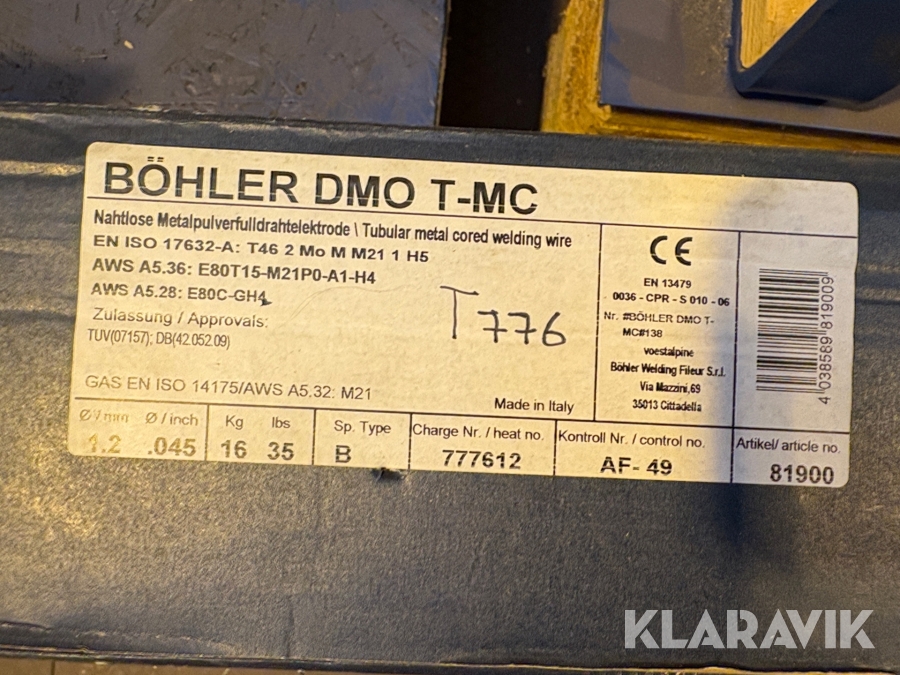 BÖHLER DMO T-MC
Nahtlose Metalpulverfulldrahtelektrode \ Tubular metal cored welding wire
EN ISO 17632-A: T46 2 Mo M M21 1 H5
AWS A5.36: E80T15-M21P0-A1-H4
AWS A5.28: E80C-GH4
Zulassung / Approvals:
TUV(07157); DB(42.052.09)
T776
GAS EN ISO 14175/AWS A5.32: M21
Made in Italy
CE
EN 13479
0036 - CPR - S 010 - 06
Nr. #BÖHLER DMO T-
MC#138
voestalpine
Böhler Welding Fileur S.r.l.
Via Mazzini,69
35013 Cittadella
4 038589 819009
Ø / mm Ø / inch Kg lbs Sp. Type Charge Nr. / heat no. Kontroll Nr. / control no. Artikel/ article no.
1.2 .045 16 35 B 777612 AF- 49 81900
KLARAVIK